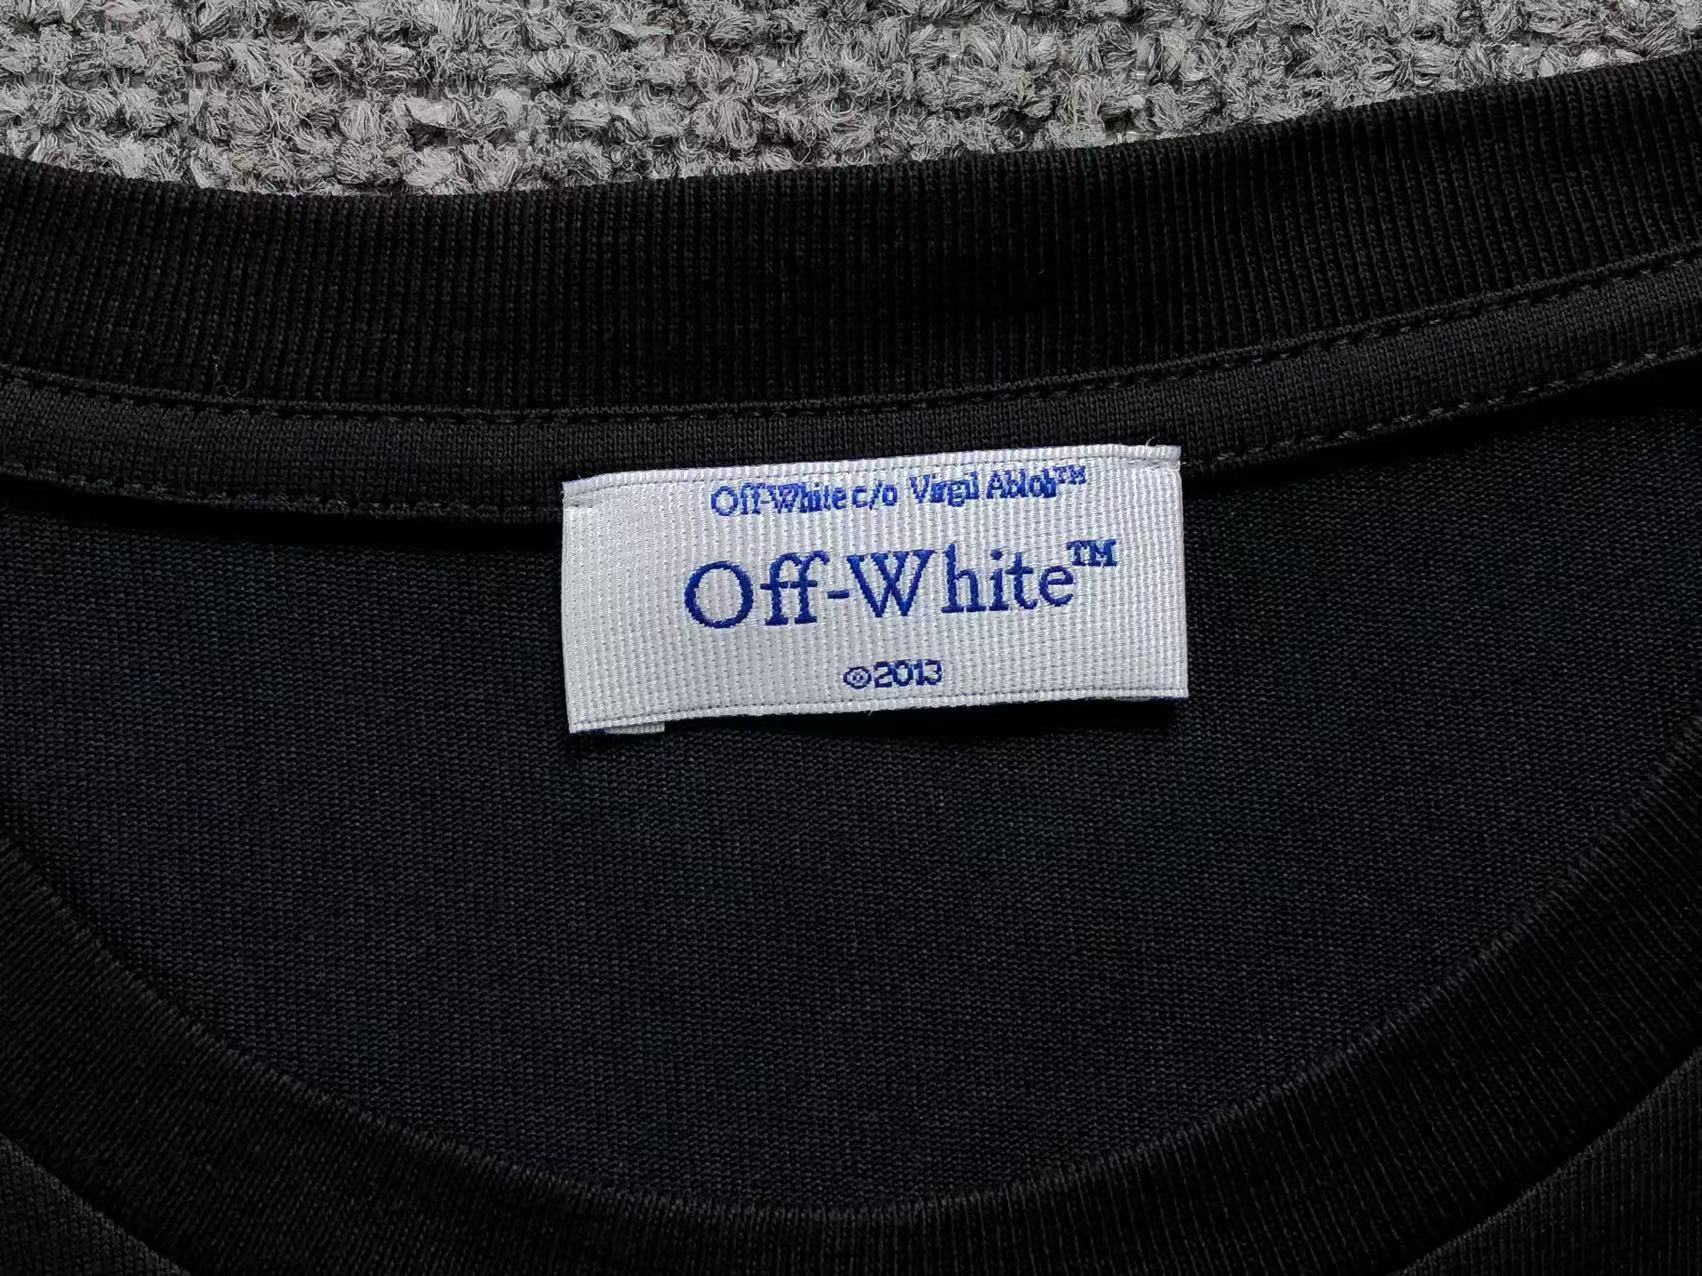 Off-White c/o Virgil Abloh™
Off-White™
©2013